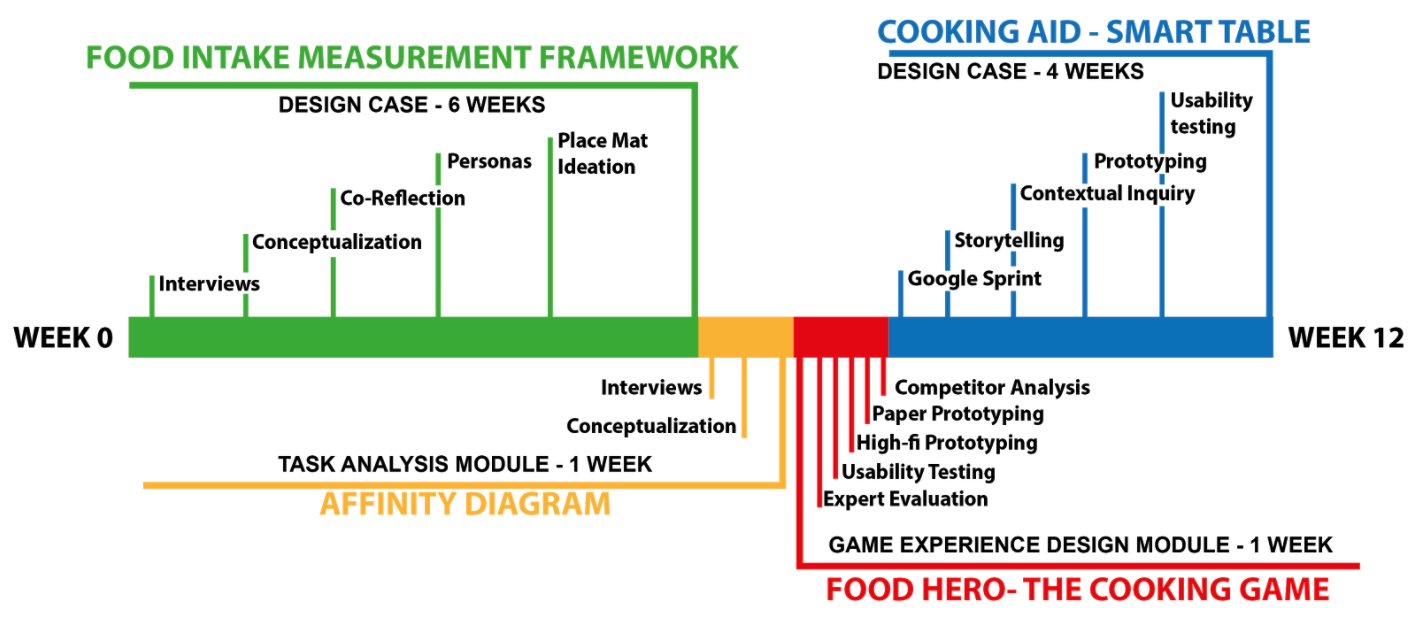 FOOD INTAKE MEASUREMENT FRAMEWORK
DESIGN CASE - 6 WEEKS
Interviews
Conceptualization
Co-Reflection
Personas
Place Mat
Ideation
COOKING AID - SMART TABLE
DESIGN CASE - 4 WEEKS
Usability
testing
Prototyping
Contextual Inquiry
Storytelling
Google Sprint
WEEK 0
WEEK 12
Interviews
Conceptualization
TASK ANALYSIS MODULE - 1 WEEK
AFFINITY DIAGRAM
Competitor Analysis
Paper Prototyping
High-fi Prototyping
Usability Testing
Expert Evaluation
GAME EXPERIENCE DESIGN MODULE - 1 WEEK
FOOD HERO- THE COOKING GAME